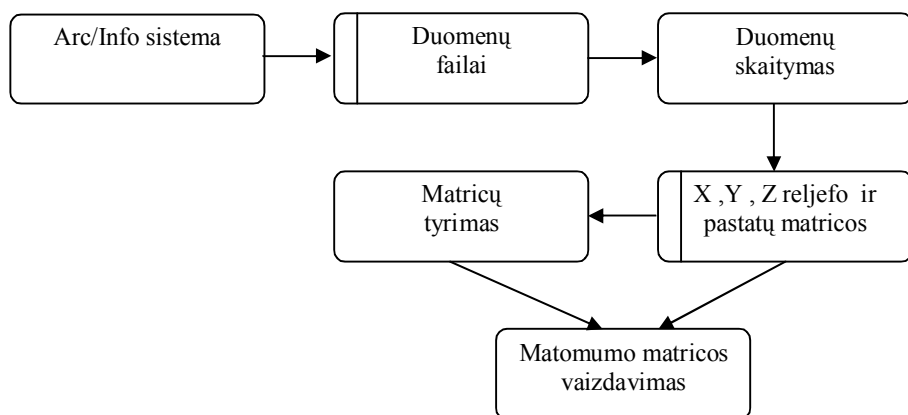 Arc/Info sistema
Duomenų
failai
Duomenų
skaitymas
X ,Y , Z reljefo ir
pastatų matricos
Matricų
tyrimas
Matomumo matricos
vaizdavimas